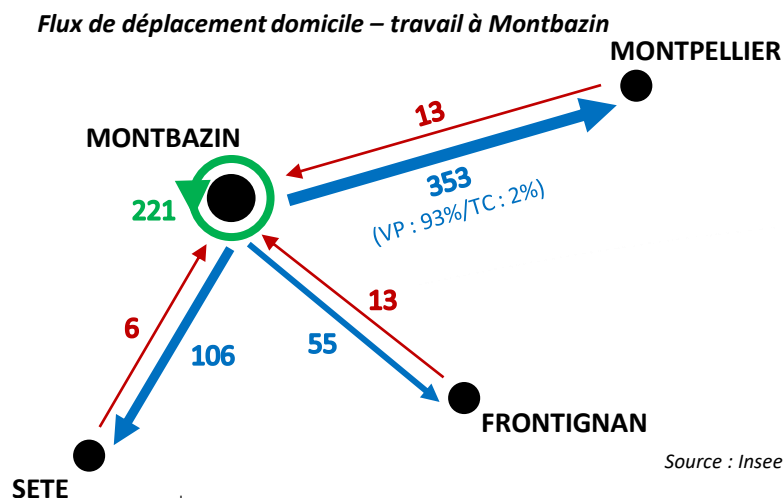 Flux de déplacement domicile – travail à Montbazin
MONTPELLIER
13
MONTBAZIN
353
(VP : 93%/TC : 2%)
221
13
6
55
106
FRONTIGNAN
Source : Insee
SETE